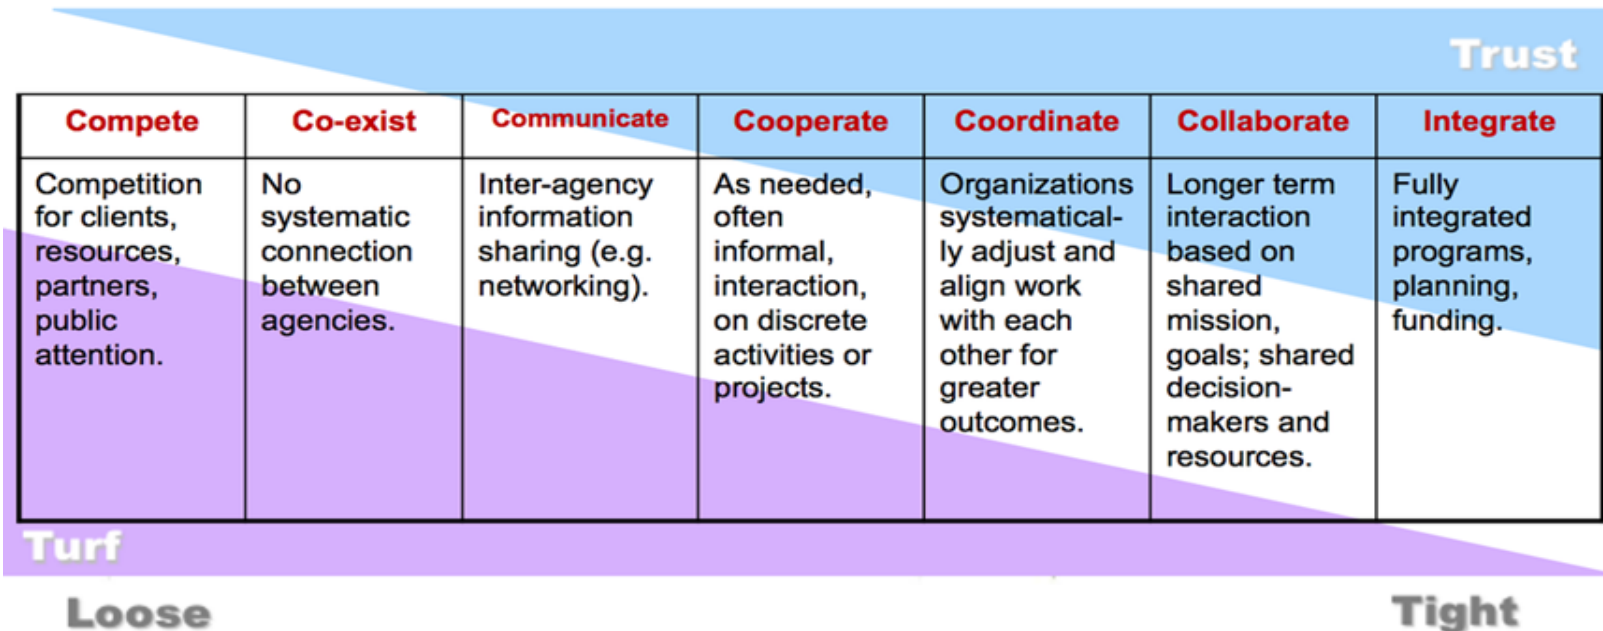 Trust
Compete
Co-exist
Communicate
Cooperate
Coordinate
Collaborate
Integrate
Competition
for clients,
resources,
partners,
public
attention.
No
systematic
connection
between
agencies.
Inter-agency
information
sharing (e.g.
networking).
As needed,
often
informal,
interaction,
on discrete
activities or
projects.
Organizations
systematical-
ly adjust and
align work
with each
other for
greater
outcomes.
Longer term
interaction
based on
shared
mission,
goals; shared
decision-
makers and
resources.
Fully
integrated
programs,
planning,
funding.
Turf
Loose
Tight